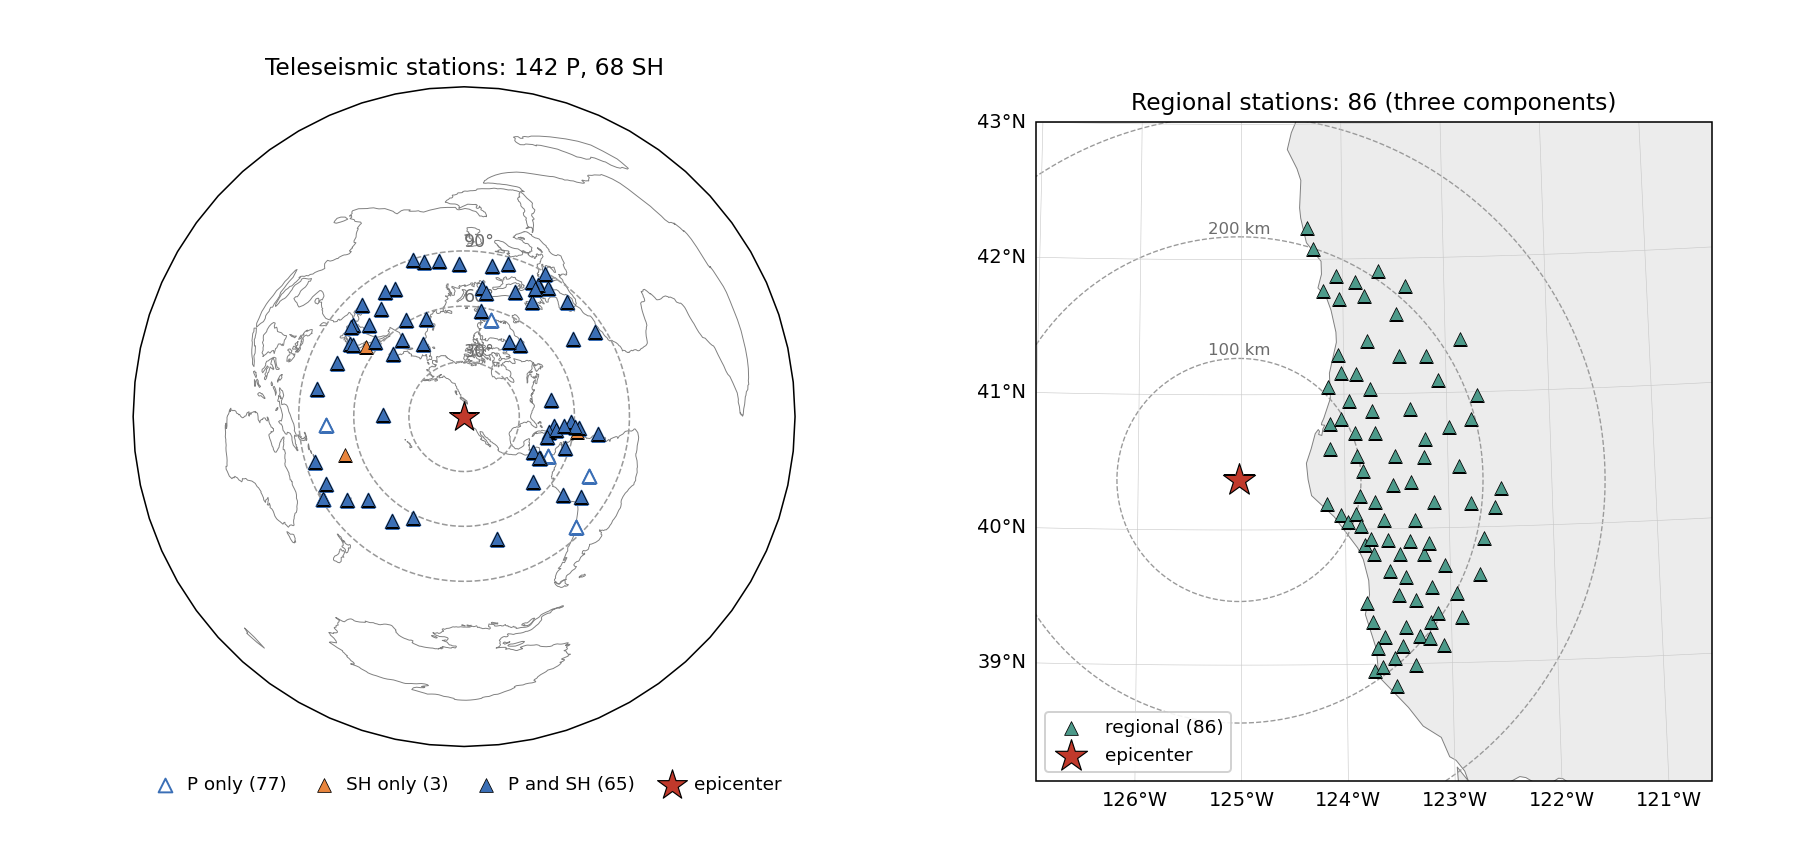 Teleseismic stations: 142 P, 68 SH
90°
P only (77)
SH only (3)
P and SH (65)
epicenter
Regional stations: 86 (three components)
43°N
42°N
41°N
40°N
39°N
200 km
100 km
regional (86)
epicenter
126°W
125°W
124°W
123°W
122°W
121°W